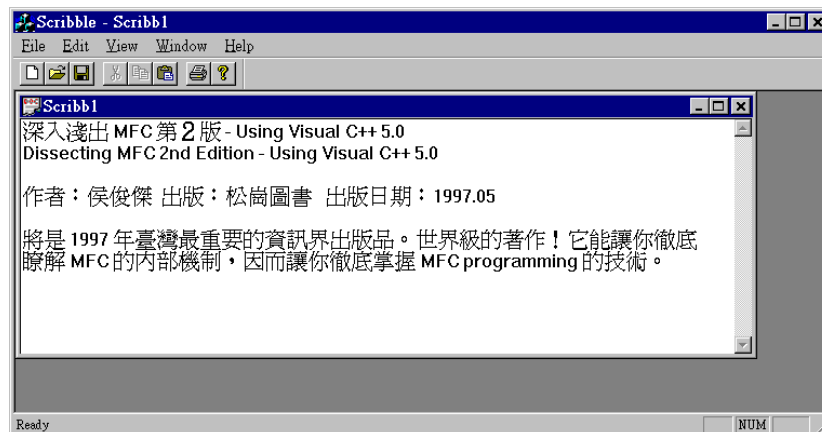 Scribble - Scribb1
File Edit View Window Help
Scribb1
深入淺出 MFC 第 2 版 - Using Visual C++ 5.0
Dissecting MFC 2nd Edition - Using Visual C++ 5.0
作者：侯俊傑 出版：松崗圖書 出版日期：1997.05
將是 1997 年臺灣最重要的資訊界出版品。世界級的著作！它能讓你徹底
瞭解 MFC 的內部機制，因而讓你徹底掌握 MFC programming 的技術。
Ready NUM